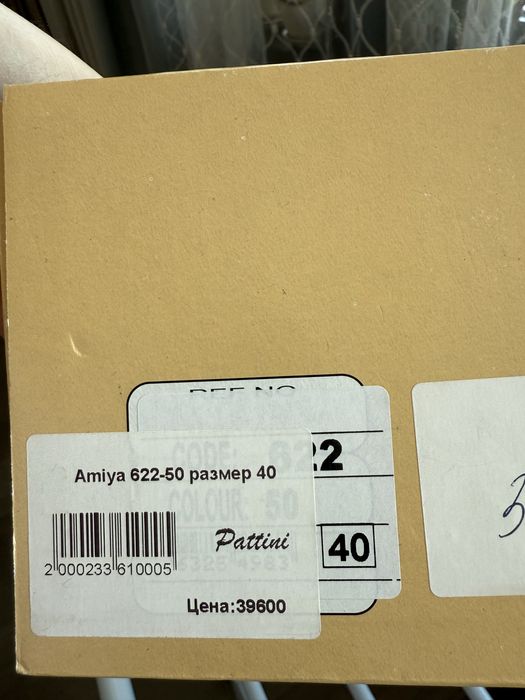 REF NO
CODE: 622
Amiya 622-50 размер 40
COLOUR: 50
Pattini
40
2 000233 610005
Цена:39600